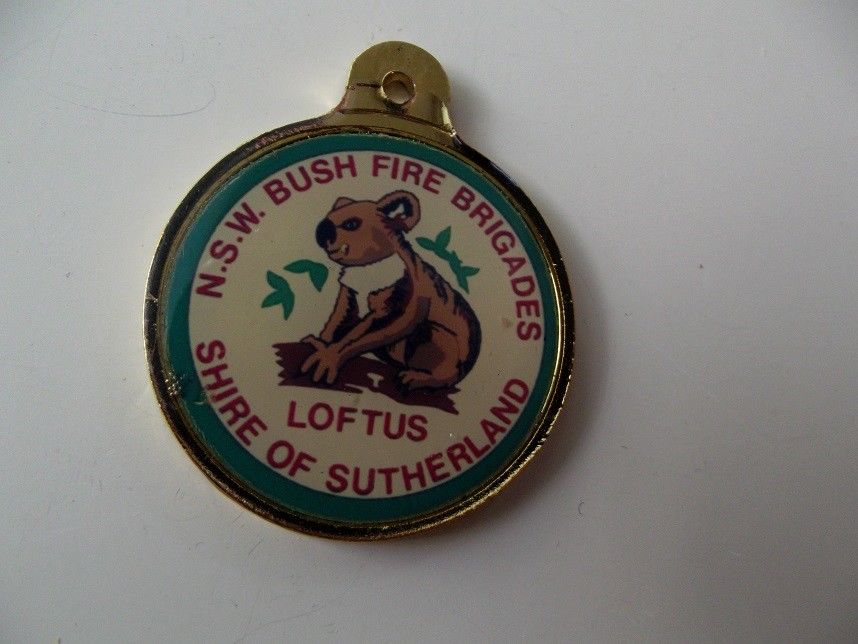 N.S.W. BUSH FIRE BRIGADES
LOFTUS
SHIRE OF SUTHERLAND